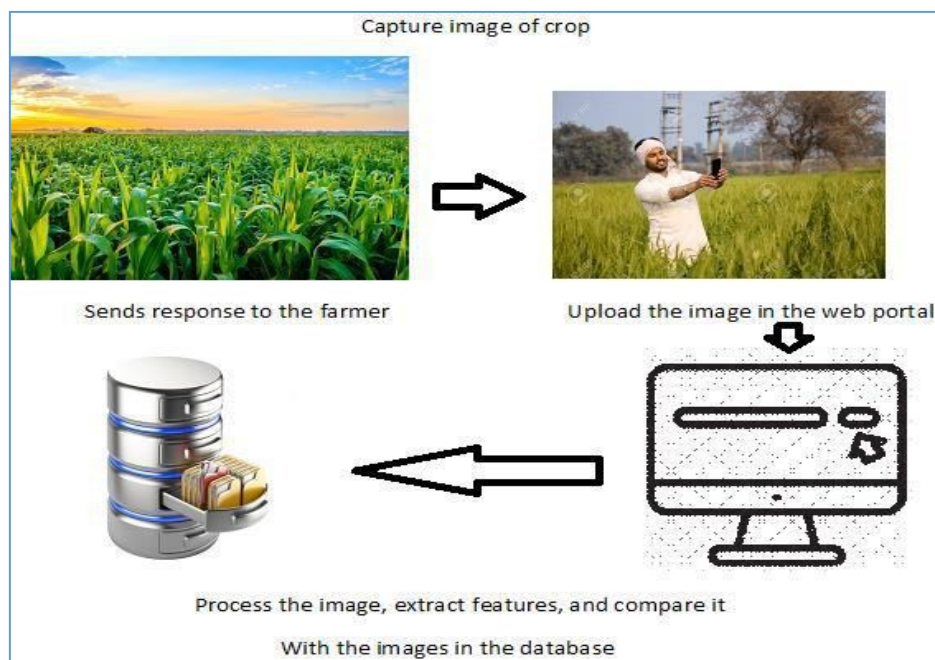 Capture image of crop
Sends response to the farmer
Upload the image in the web portal
Process the image, extract features, and compare it
With the images in the database